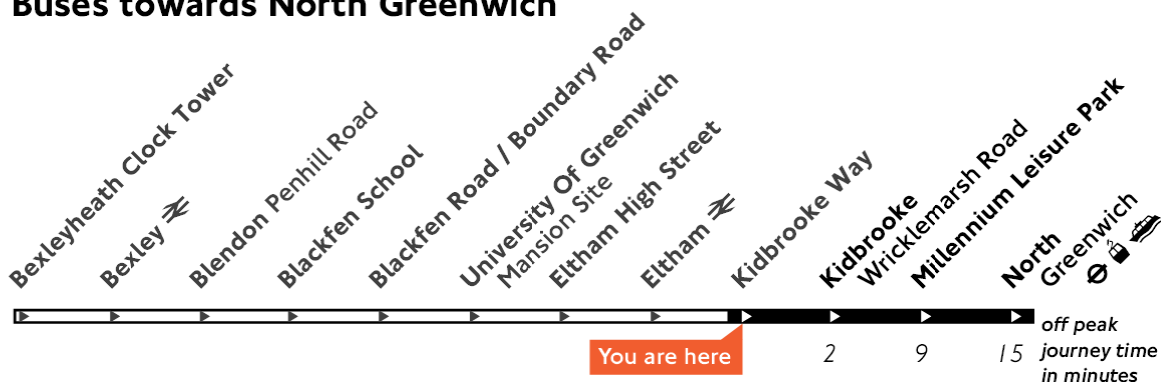 Buses towards North Greenwich
Bexleyheath Clock Tower
Bexley
Blendon Penhill Road
Blackfen School
Blackfen Road / Boundary Road
University Of Greenwich
Mansion Site
Eltham High Street
Eltham
Kidbrooke Way
Kidbrooke
Wricklemarsh Road
Millennium Leisure Park
North
Greenwich
You are here
2
9
15
off peak
journey time
in minutes